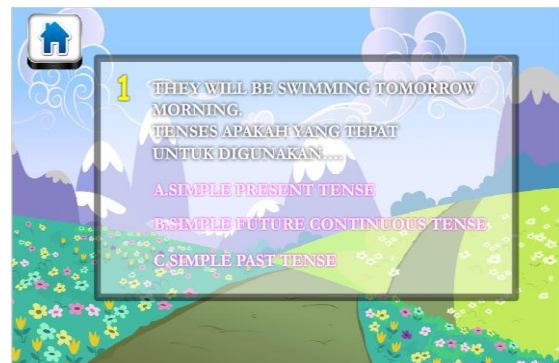 1 THEY WILL BE SWIMMING TOMORROW
MORNING.
TENSES APAKAH YANG TEPAT
UNTUK DIGUNAKAN....
A.SIMPLE PRESENT TENSE
B.SIMPLE FUTURE CONTINUOUS TENSE
C.SIMPLE PAST TENSE